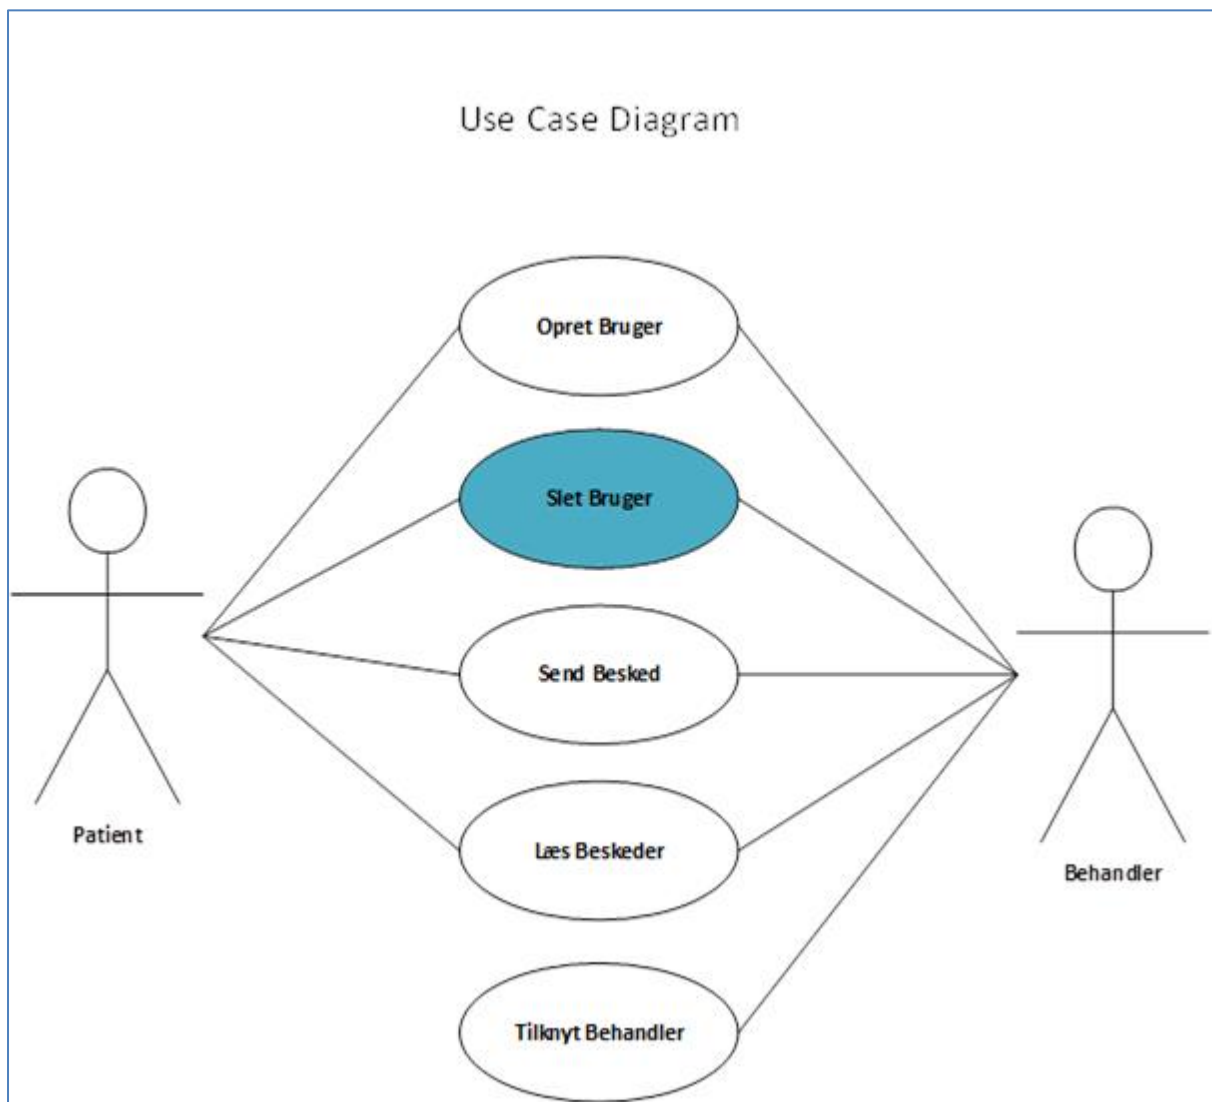 Use Case Diagram
Opret Bruger
Slet Bruger
Send Besked
Læs Beskeder
Tilknyt Behandler
Patient
Behandler